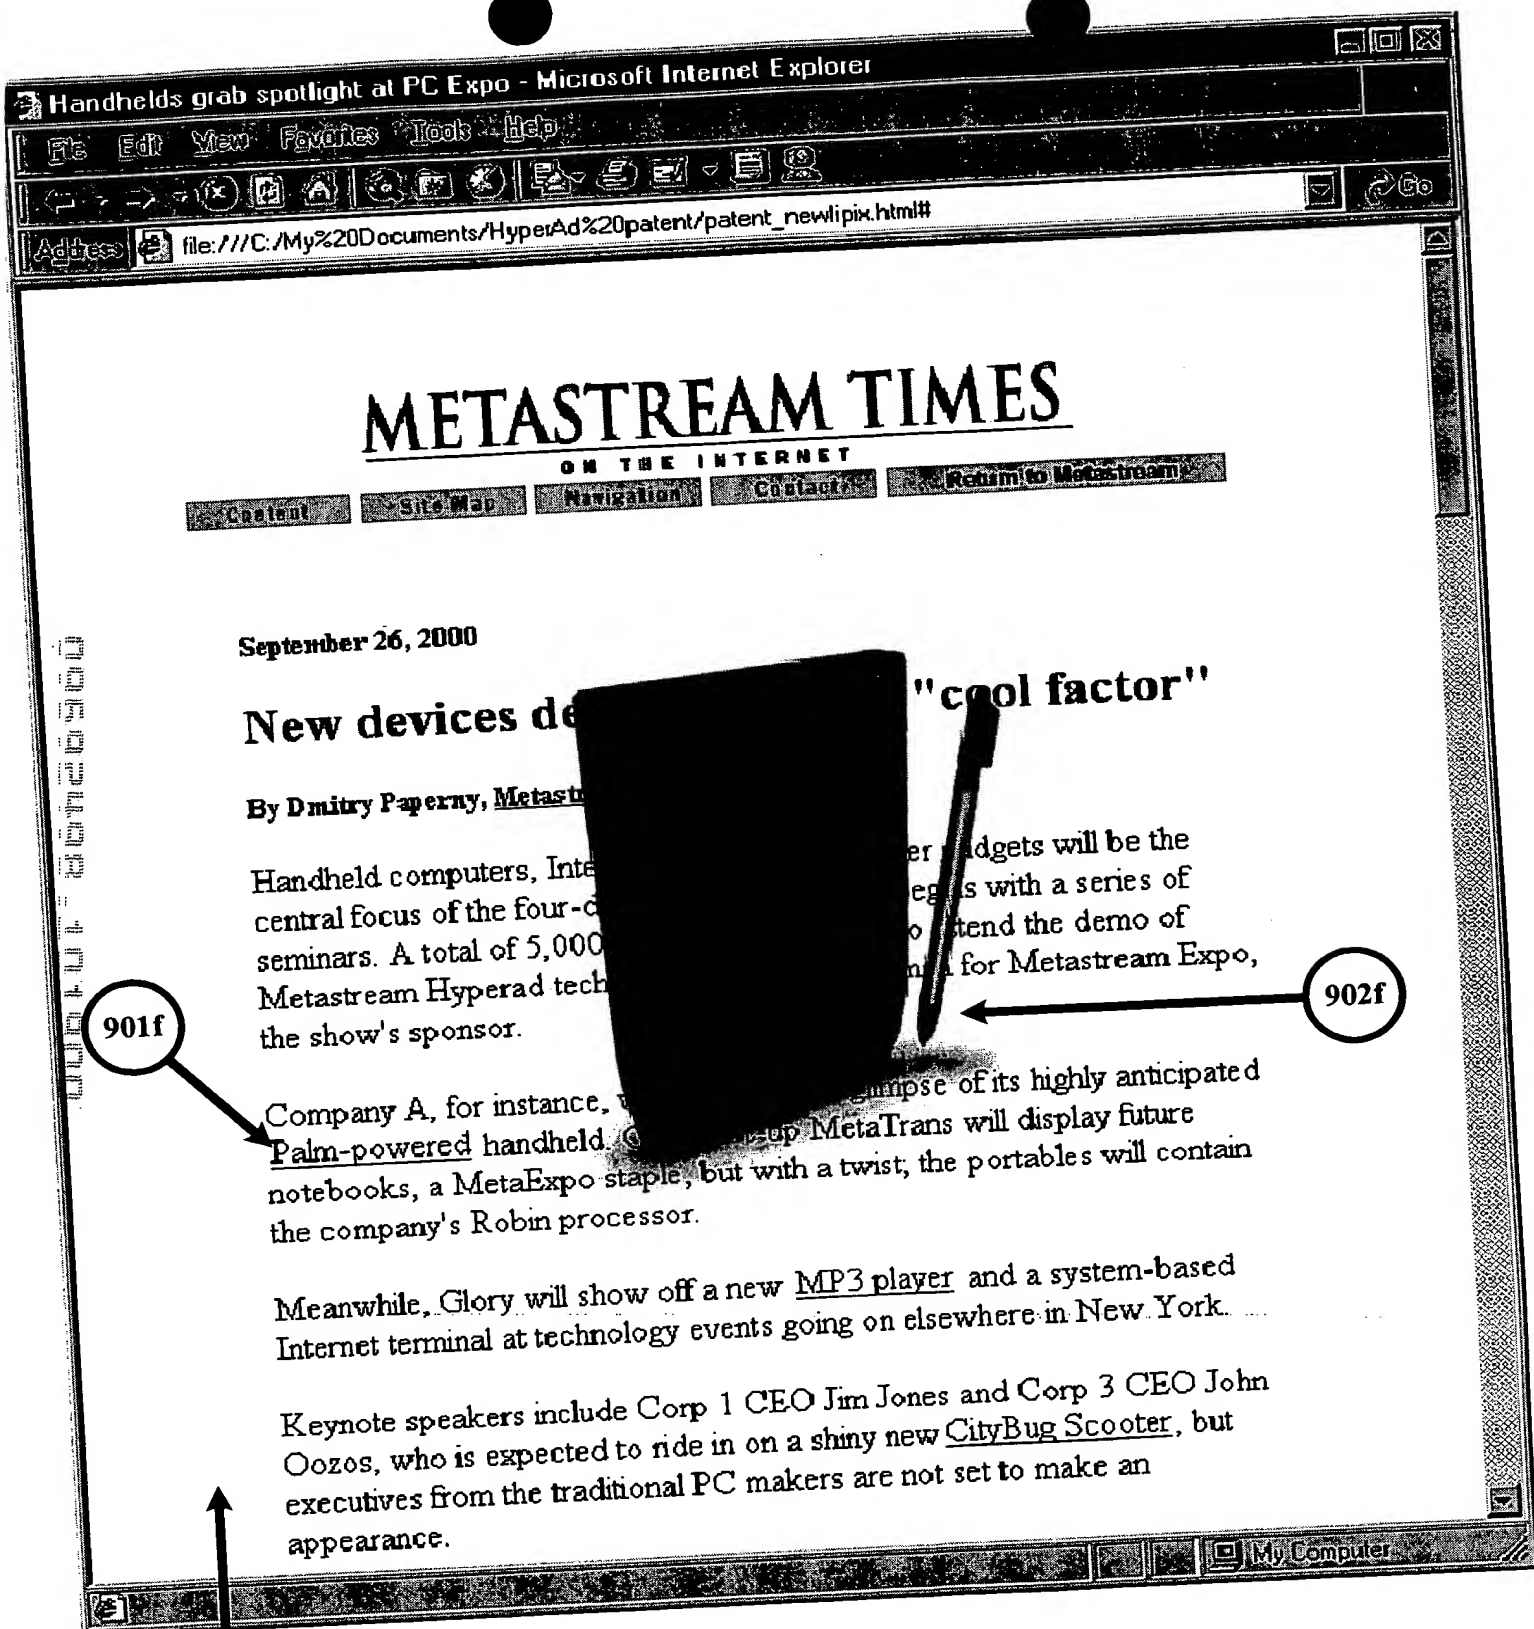 Handhelds grab spotlight at PC Expo - Microsoft Internet Explorer
File Edit View Favorites Tools Help
Go
Address file:///C:/My%20Documents/HyperAd%20patent/patent_newlipix.html#
METASTREAM TIMES
ON THE INTERNET
Content Site Map Navigation Contact Return to Metastream
September 26, 2000
New devices de "cool factor"
By Dmitry Paperny, Metast
Handheld computers, Inte er gadgets will be the
central focus of the four-d begins with a series of
seminars. A total of 5,000 o attend the demo of
Metastream Hyperad tech for Metastream Expo,
the show's sponsor.
901f
902f
Company A, for instance, glimpse of its highly anticipated
Palm-powered handheld. -up MetaTrans will display future
notebooks, a MetaExpo staple, but with a twist; the portables will contain
the company's Robin processor.
Meanwhile, Glory will show off a new MP3 player and a system-based
Internet terminal at technology events going on elsewhere in New York.
Keynote speakers include Corp 1 CEO Jim Jones and Corp 3 CEO John
Oozos, who is expected to ride in on a shiny new CityBug Scooter, but
executives from the traditional PC makers are not set to make an
appearance.
My Computer